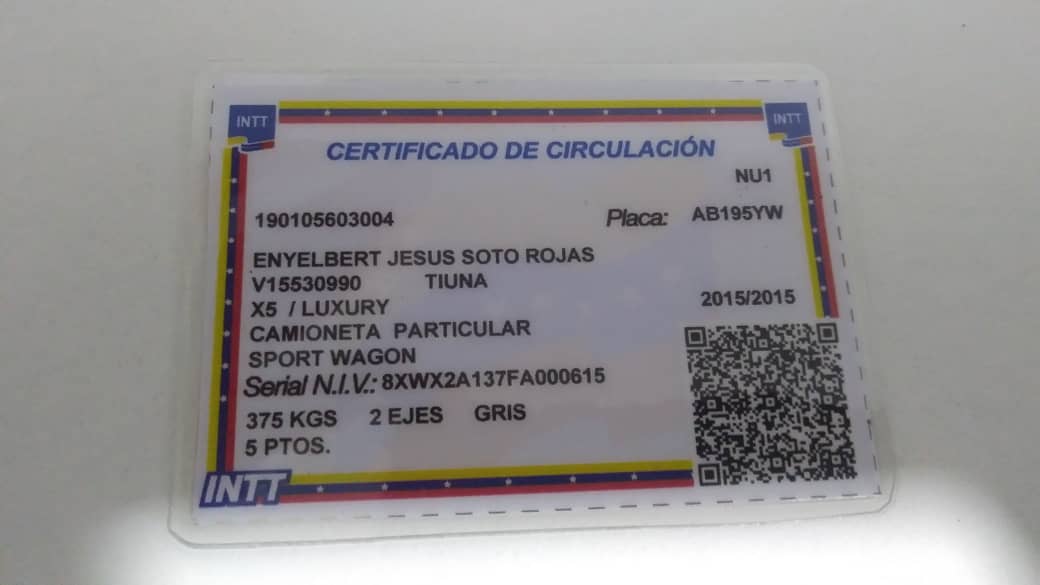 INTT INTT
CERTIFICADO DE CIRCULACIÓN
NU1
190105603004 Placa: AB195YW
ENYELBERT JESUS SOTO ROJAS
V15530990 TIUNA
X5 / LUXURY 2015/2015
CAMIONETA PARTICULAR
SPORT WAGON
Serial N.I.V.: 8XWX2A137FA000615
375 KGS 2 EJES GRIS
5 PTOS.
INTT